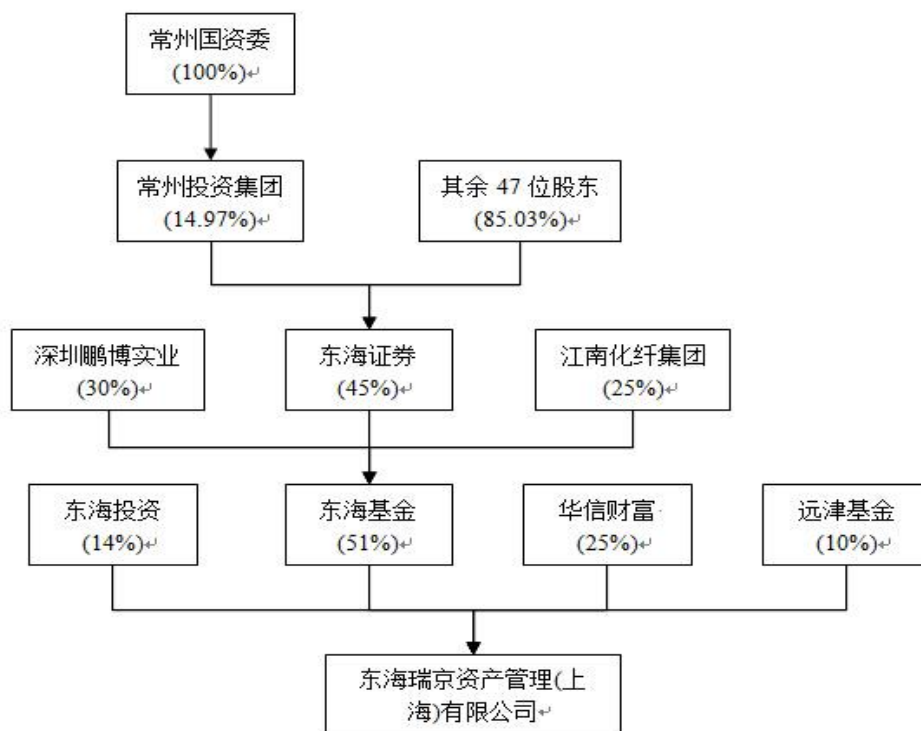 常州国资委
(100%)↵
常州投资集团
(14.97%)↵
其余 47 位股东
(85.03%)↵
深圳鹏博实业
(30%)↵
东海证券
(45%)↵
江南化纤集团
(25%)↵
东海投资
(14%)↵
东海基金
(51%)↵
华信财富
(25%)↵
远津基金
(10%)↵
东海瑞京资产管理(上
海)有限公司↵